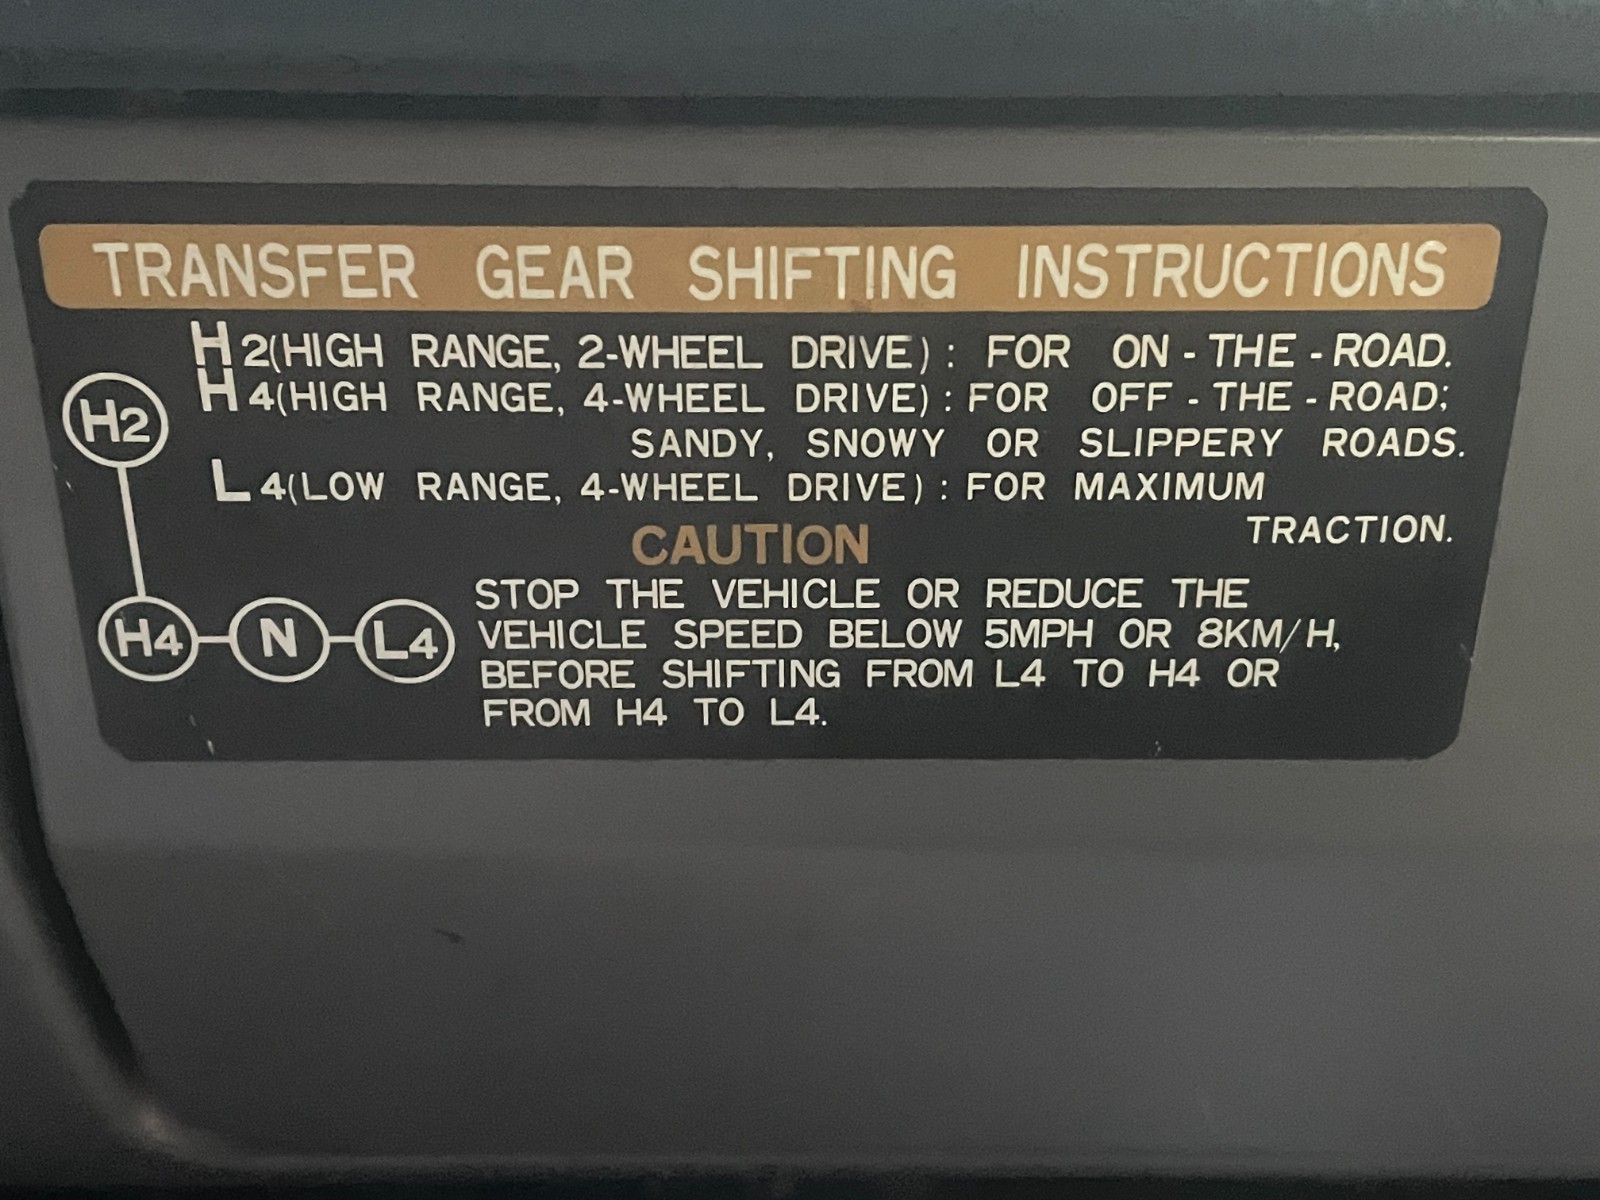 TRANSFER GEAR SHIFTING INSTRUCTIONS
H2(HIGH RANGE, 2-WHEEL DRIVE) : FOR ON - THE - ROAD.
H4(HIGH RANGE, 4-WHEEL DRIVE) : FOR OFF - THE - ROAD;
SANDY, SNOWY OR SLIPPERY ROADS.
L4(LOW RANGE, 4-WHEEL DRIVE) : FOR MAXIMUM
TRACTION.
H2
H4 N L4
CAUTION
STOP THE VEHICLE OR REDUCE THE
VEHICLE SPEED BELOW 5MPH OR 8KM/H,
BEFORE SHIFTING FROM L4 TO H4 OR
FROM H4 TO L4.